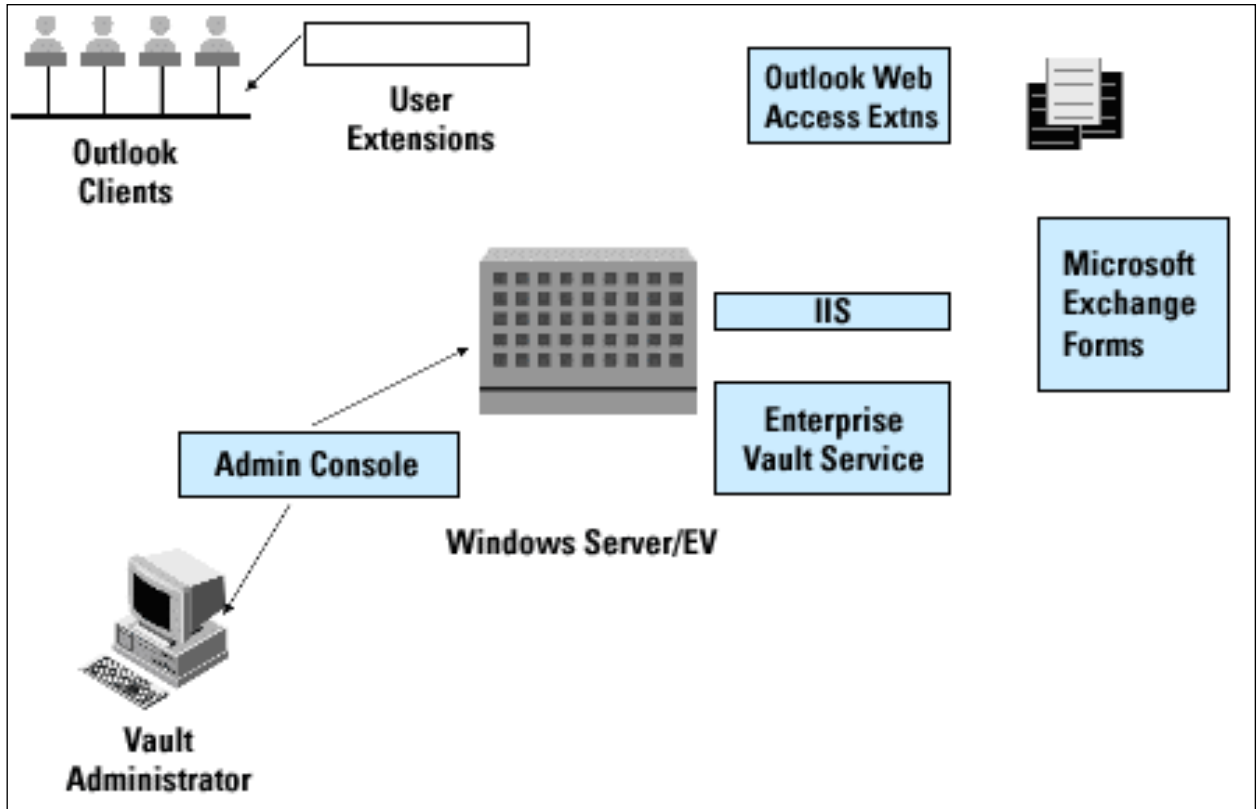 User
Extensions
Outlook
Clients
Outlook Web
Access Extns
Microsoft
Exchange
Forms
IIS
Enterprise
Vault Service
Admin Console
Windows Server/EV
Vault
Administrator